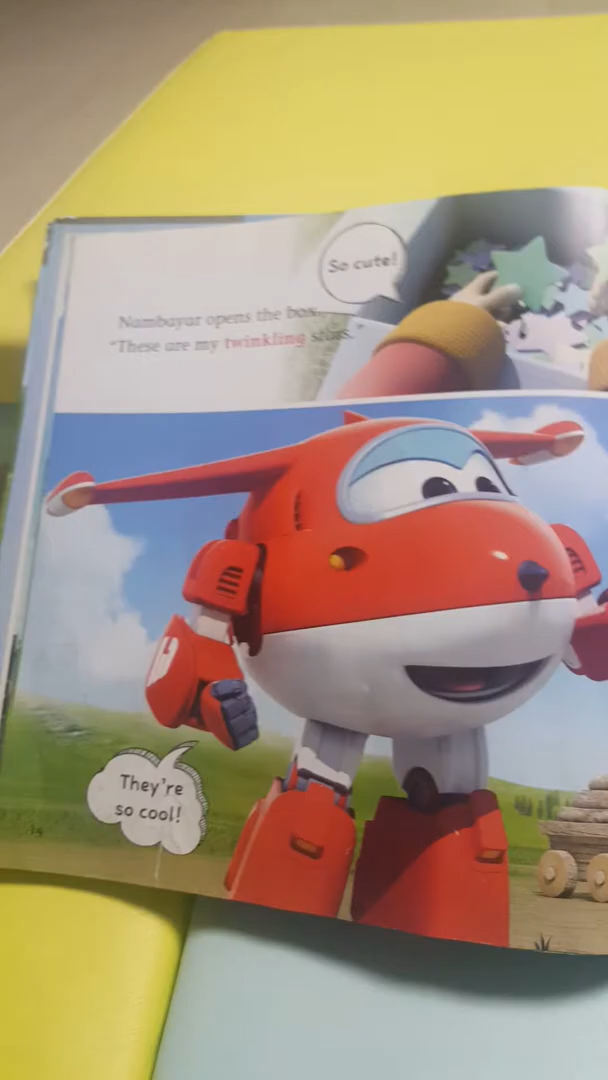 So cute!
Nambayar opens the box.
"These are my twinkling stars."
They're
so cool!